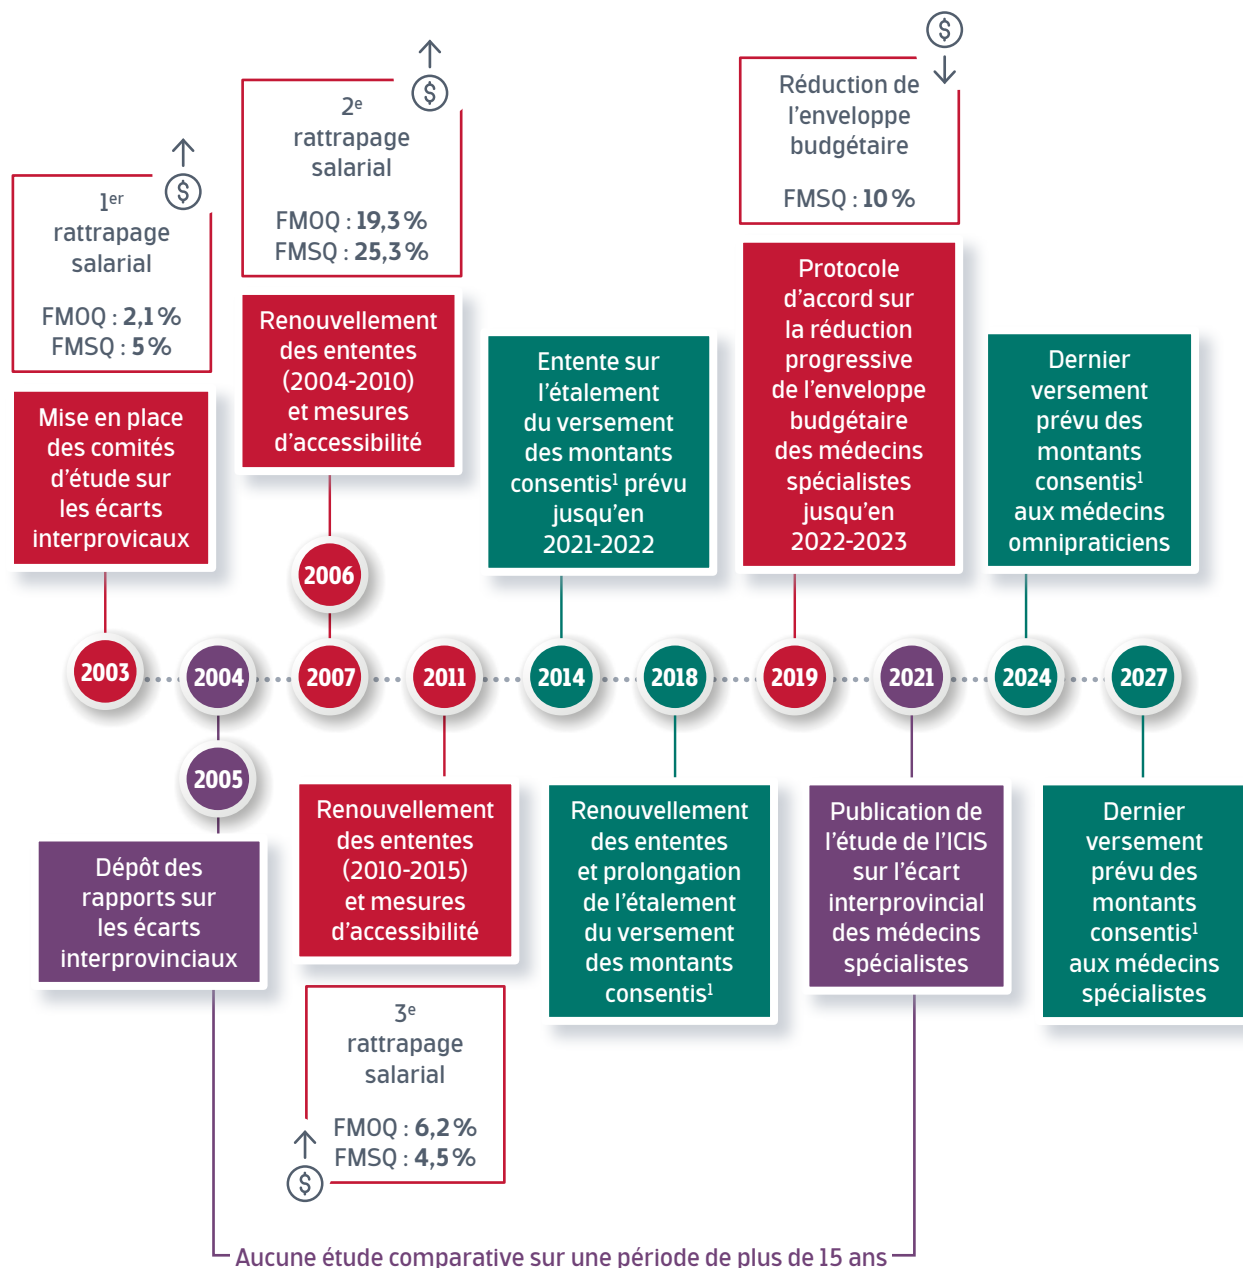 1er
rattrapage
salarial
FMOQ : 2,1 %
FMSQ : 5 %
Mise en place
des comités
d'étude sur
les écarts
interprovicaux
2e
rattrapage
salarial
FMOQ : 19,3 %
FMSQ : 25,3 %
Renouvellement
des ententes
(2004-2010)
et mesures
d'accessibilité
Entente sur
l'étalement
du versement
des montants
consentis¹ prévu
jusqu'en
2021-2022
$
Réduction de
l'enveloppe
budgétaire
FMSQ : 10 %
Protocole
d'accord sur
la réduction
progressive
de l'enveloppe
budgétaire
des médecins
spécialistes
jusqu'en
2022-2023
Dernier
versement
prévu des
montants
consentis¹
aux médecins
omnipraticiens
$
$
2006
2003
2004
2007
2011
2014
2018
2019
2021
2024
2027
2005
Dépôt des
rapports sur
les écarts
interprovinciaux
Renouvellement
des ententes
(2010-2015)
et mesures
d'accessibilité
3e
rattrapage
salarial
FMOQ : 6,2 %
FMSQ : 4,5 %
$
Renouvellement
des ententes
et prolongation
de l'étalement
du versement
des montants
consentis¹
Publication de
l'étude de l'ICIS
sur l'écart
interprovincial
des médecins
spécialistes
Dernier
versement
prévu des
montants
consentis¹
aux médecins
spécialistes
Aucune étude comparative sur une période de plus de 15 ans